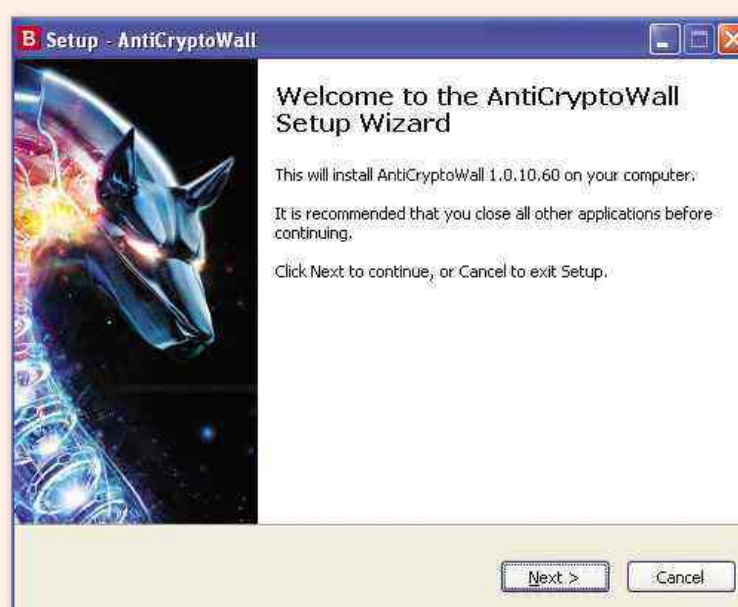 B Setup - AntiCryptoWall
Welcome to the AntiCryptoWall
Setup Wizard
This will install AntiCryptoWall 1.0.10.60 on your computer.
It is recommended that you close all other applications before
continuing.
Click Next to continue, or Cancel to exit Setup.
Next >
Cancel